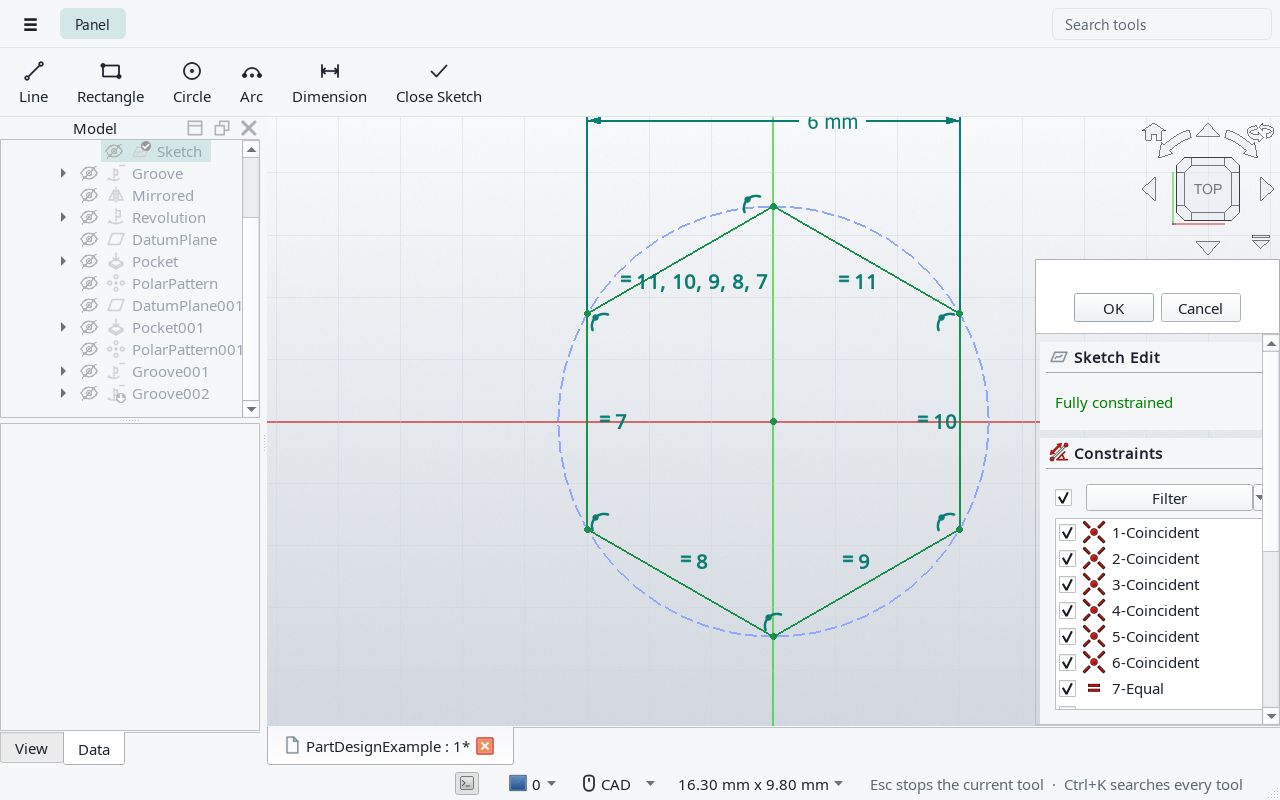 Panel
Search tools
Line
Rectangle
Circle
Arc
Dimension
Close Sketch
Model
Sketch
Groove
Mirrored
Revolution
DatumPlane
Pocket
PolarPattern
DatumPlane001
Pocket001
PolarPattern001
Groove001
Groove002
View
Data
6 mm
= 11, 10, 9, 8, 7
= 11
= 7
= 10
= 8
= 9
TOP
OK
Cancel
Sketch Edit
Fully constrained
Constraints
Filter
1-Coincident
2-Coincident
3-Coincident
4-Coincident
5-Coincident
6-Coincident
7-Equal
PartDesignExample : 1*
0
CAD
16.30 mm x 9.80 mm
Esc stops the current tool · Ctrl+K searches every tool